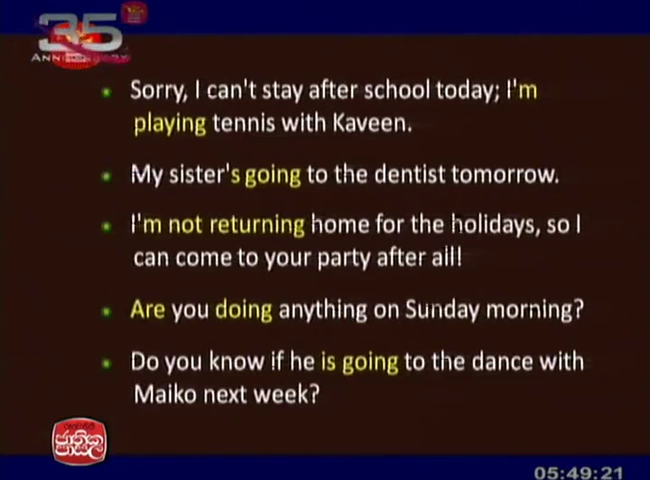 35
ANNIVERSARY
Sorry, I can't stay after school today; I'm
playing tennis with Kaveen.
My sister's going to the dentist tomorrow.
I'm not returning home for the holidays, so I
can come to your party after all!
Are you doing anything on Sunday morning?
Do you know if he is going to the dance with
Maiko next week?
ජාතික
පාසල
05:49:21